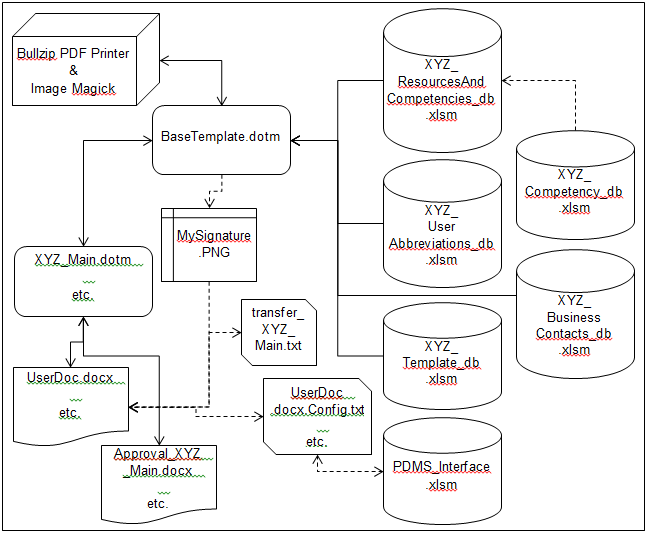 Bullzip PDF Printer
&
Image Magick
BaseTemplate.dotm
MySignature
.PNG
XYZ_Main.dotm
etc.
transfer_
XYZ_
Main.txt
UserDoc.docx
etc.
UserDoc
.docx.Config.txt
etc.
Approval_XYZ
_Main.docx
etc.
XYZ_
ResourcesAnd
Competencies_db
.xlsm
XYZ_
Competency_db
.xlsm
XYZ_
User
Abbreviations_db
.xlsm
XYZ_
Business
Contacts_db
.xlsm
XYZ_
Template_db
.xlsm
PDMS_Interface
.xlsm